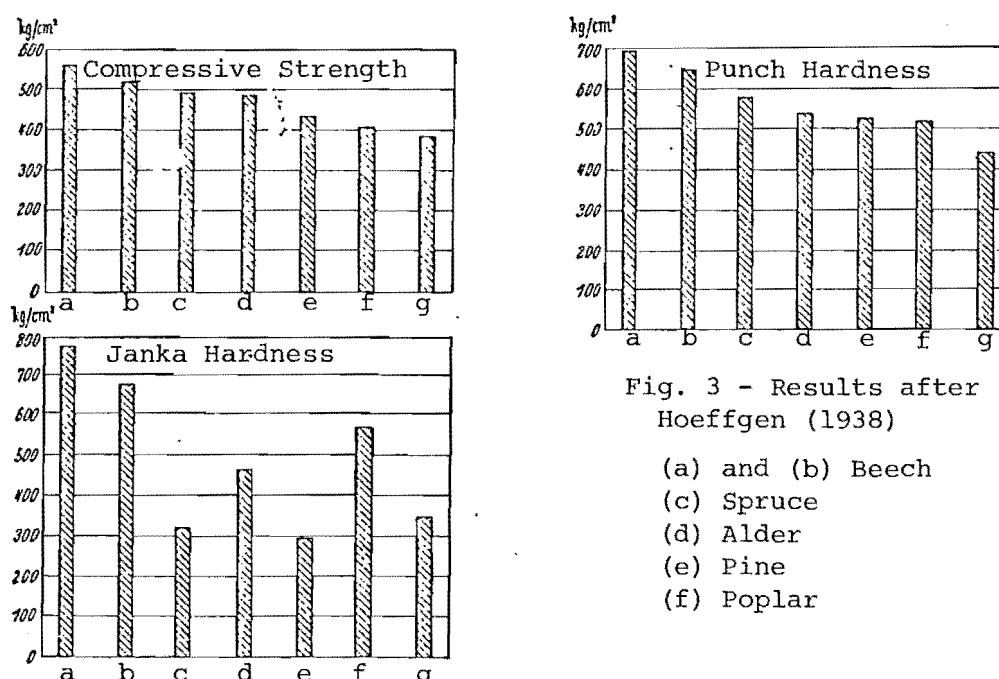 kg/cm²
600
Compressive Strength
500
400
300
200
100
0
a b c d e f g
kg/cm²
800
Janka Hardness
700
600
500
400
300
200
100
0
a b c d e f g
kg/cm²
700
Punch Hardness
600
500
400
300
200
100
0
a b c d e f g
Fig. 3 - Results after
Hoeffgen (1938)
(a) and (b) Beech
(c) Spruce
(d) Alder
(e) Pine
(f) Poplar